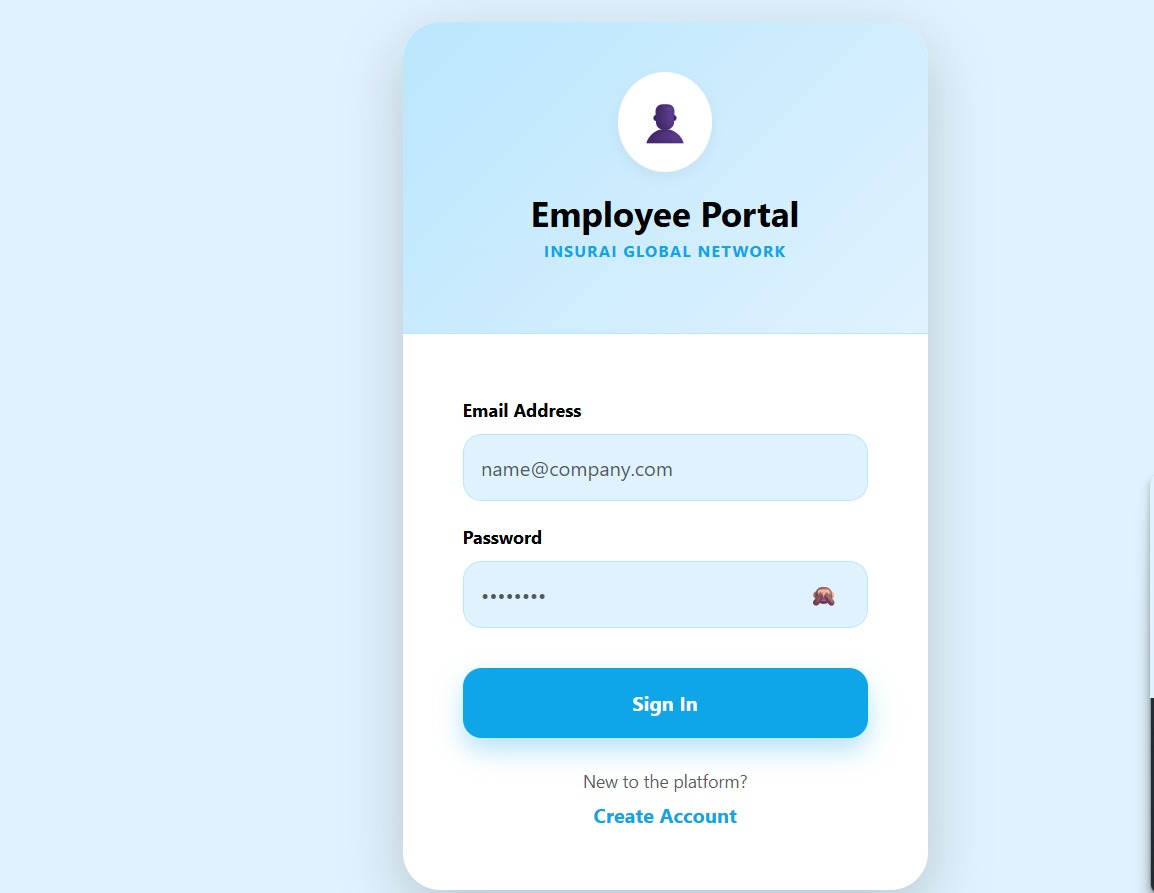 Employee Portal
INSURAI GLOBAL NETWORK
Email Address
name@company.com
Password
••••••••
Sign In
New to the platform?
Create Account